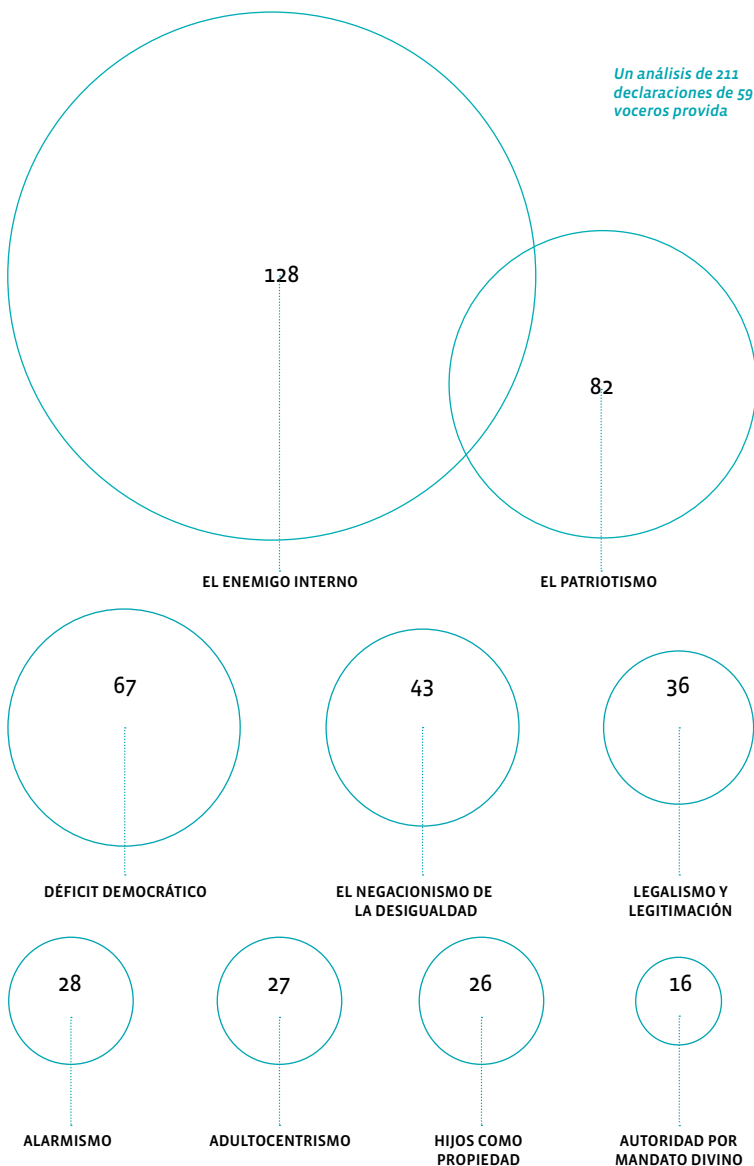 Un análisis de 211
declaraciones de 59
voceros provida
128
82
EL ENEMIGO INTERNO
EL PATRIOTISMO
67
43
36
DÉFICIT DEMOCRÁTICO
EL NEGACIONISMO DE
LA DESIGUALDAD
LEGALISMO Y
LEGITIMACIÓN
28
27
26
16
ALARMISMO
ADULTOCENTRISMO
HIJOS COMO
PROPIEDAD
AUTORIDAD POR
MANDATO DIVINO